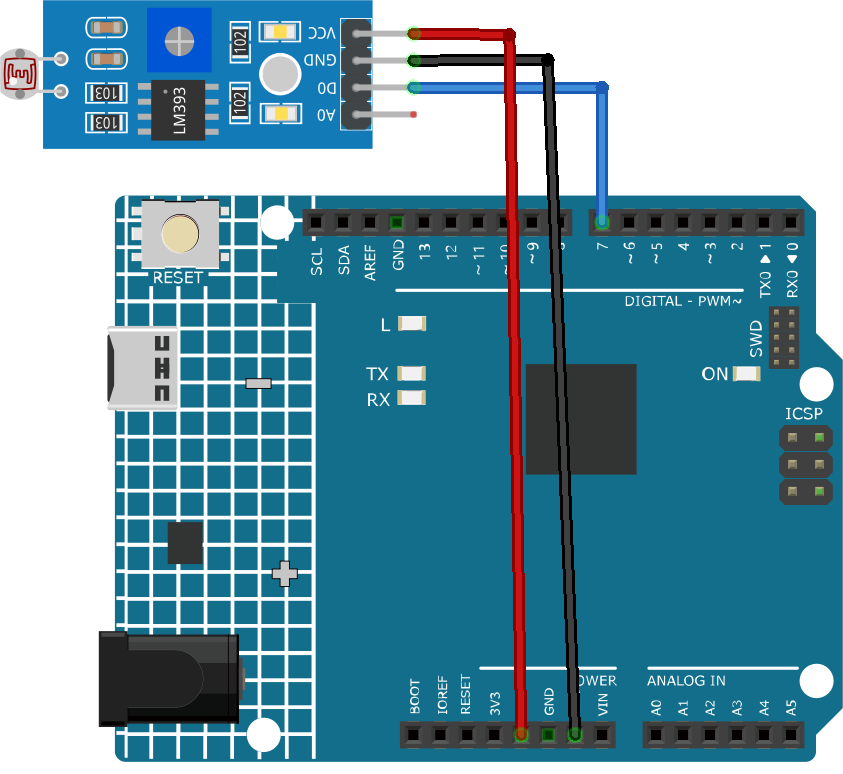 VCC
GND
D0
A0
102
102
103
103
LM393
RESET
SCL
SDA
AREF
GND
13
12
~11
~10
~9
8
7
~6
~5
4
~3
2
TX0 ▶ 1
RX0 ◀ 0
DIGITAL - PWM~
L
TX
RX
ON
SWD
ICSP
BOOT
IOREF
RESET
3V3
GND
VIN
OWER
ANALOG IN
A0
A1
A2
A3
A4
A5